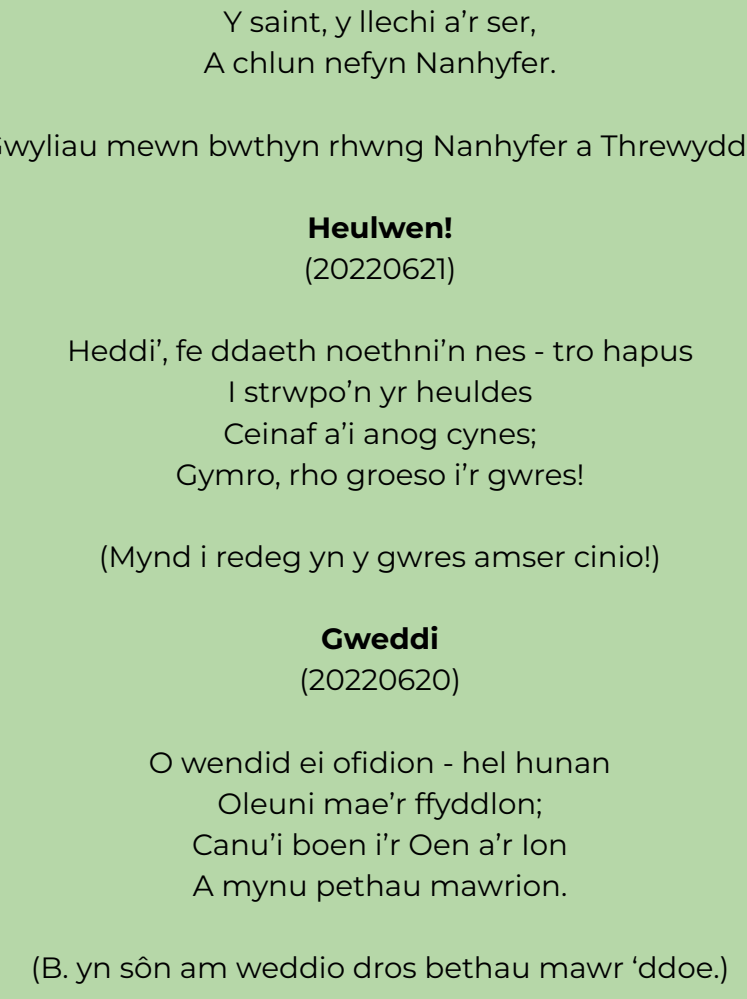 Y saint, y llechi a’r ser,
A chlun nefyn Nanhyfer.
mewn bwthyn rhwng Nanhyfer a
Heulwen!
(20220621)
Heddi’, fe ddaeth noethni’n nes - tro hapus
I strwpo’n yr heuldes
Ceinaf a’i anog cynes;
Gymro, rho groeso i’r gwres!
(Mynd i redeg yn y gwres amser cinio!)
Gweddi
(20220620)
O wendid ei ofidion - hel hunan
Oleuni mae’r ffyddlon;
Canu’i boen i’r Oen a’r Ion
A mynu pethau mawrion.
(B. yn sôn am weddio dros bethau mawr ‘ddoe.)